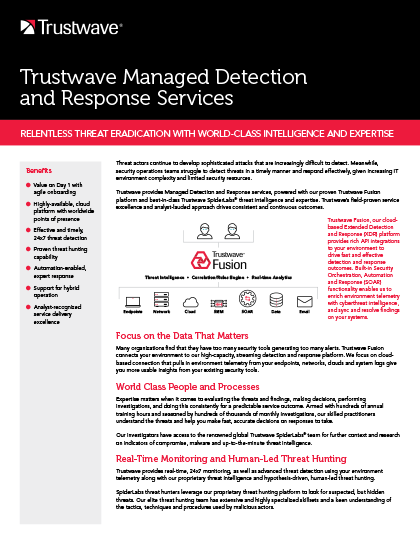 Trustwave®
Trustwave Managed Detection
and Response Services
RELENTLESS THREAT ERADICATION WITH WORLD-CLASS INTELLIGENCE AND EXPERTISE
Benefits
Value on Day 1 with
agile onboarding
Highly-available, cloud
platform with worldwide
points of presence
Effective and timely,
24x7 threat detection
Proven threat hunting
capability
Automation-enabled,
expert response
Support for hybrid
operation
Analyst-recognized
service delivery
excellence
Threat actors continue to develop sophisticated attacks that are increasingly difficult to detect. Meanwhile,
security operations teams struggle to detect threats in a timely manner and respond effectively, given increasing IT
environment complexity and limited security resources.
Trustwave provides Managed Detection and Response services, powered with our proven Trustwave Fusion
platform and best-in-class Trustwave SpiderLabs® threat intelligence and expertise. Trustwave's field-proven service
excellence and analyst-lauded approach drives consistent and continuous outcomes.
Trustwave
Fusion
Threat Intelligence • Correlation/Rules Engine • Real-time Analytics
Endpoints
Network
Cloud
SIEM
SOAR
Data
Email
Trustwave Fusion, our cloud-
based Extended Detection
and Response (XDR) platform
provides rich API integrations
to your environment to
drive fast and effective
detection and response
outcomes. Built-in Security
Orchestration, Automation
and Response (SOAR)
functionality enables us to
enrich environment telemetry
with cyberthreat intelligence,
and sync and resolve findings
on your systems.
Focus on the Data That Matters
Many organizations find that they have too many security tools generating too many alerts. Trustwave Fusion
connects your environment to our high-capacity, streaming detection and response platform. We focus on cloud-
based connection that pulls in environment telemetry from your endpoints, networks, clouds and system logs give
you more usable insights from your existing security tools.
World Class People and Processes
Expertise matters when it comes to evaluating the threats and findings, making decisions, performing
investigations, and doing this consistently for a predictable service outcome. Armed with hundreds of annual
training hours and seasoned by hundreds of thousands of monthly investigations, our skilled practitioners
understand the threats and help you make fast, accurate decisions on responses to take.
Our investigators have access to the renowned global Trustwave SpiderLabs® team for further context and research
on indicators of compromise, malware and up-to-the-minute threat intelligence.
Real-Time Monitoring and Human-Led Threat Hunting
Trustwave provides real-time, 24x7 monitoring, as well as advanced threat detection using your environment
telemetry along with our proprietary threat intelligence and hypothesis-driven, human-led threat hunting.
SpiderLabs threat hunters leverage our proprietary threat hunting platform to look for suspected, but hidden
threats. Our elite threat hunting team has extensive and highly specialized skillsets and a keen understanding of
the tactics, techniques and procedures used by malicious actors.